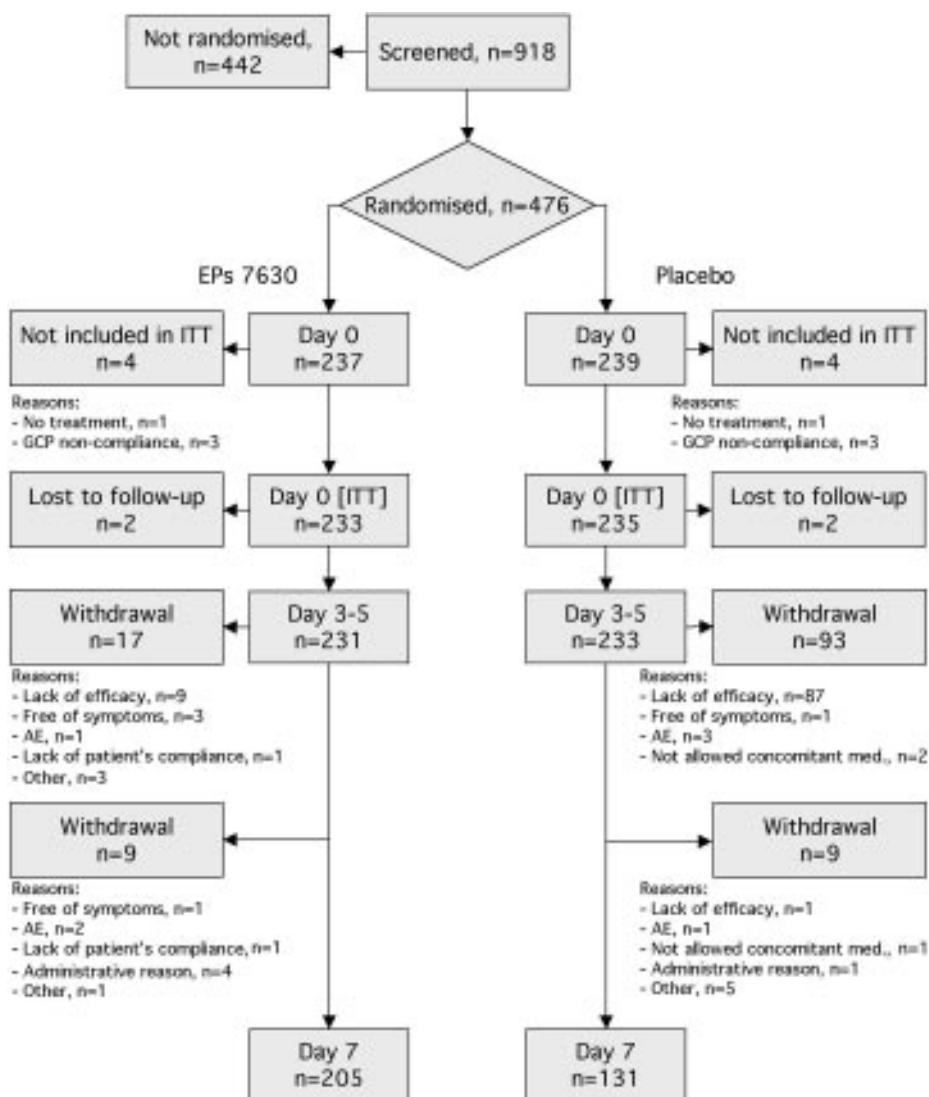 Not randomised,
n=442
Screened, n=918
Randomised, n=476
EPs 7630
Placebo
Not included in ITT
n=4
Day 0
n=237
Day 0
n=239
Not included in ITT
n=4
Reasons:
- No treatment, n=1
- GCP non-compliance, n=3
Reasons:
- No treatment, n=1
- GCP non-compliance, n=3
Lost to follow-up
n=2
Day 0 [ITT]
n=233
Day 0 [ITT]
n=235
Lost to follow-up
n=2
Withdrawal
n=17
Day 3-5
n=231
Day 3-5
n=233
Withdrawal
n=93
Reasons:
- Lack of efficacy, n=9
- Free of symptoms, n=3
- AE, n=1
- Lack of patient's compliance, n=1
- Other, n=3
Reasons:
- Lack of efficacy, n=87
- Free of symptoms, n=1
- AE, n=3
- Not allowed concomitant med., n=2
Withdrawal
n=9
Withdrawal
n=9
Reasons:
- Free of symptoms, n=1
- AE, n=2
- Lack of patient's compliance, n=1
- Administrative reason, n=4
- Other, n=1
Reasons:
- Lack of efficacy, n=1
- AE, n=1
- Not allowed concomitant med., n=1
- Administrative reason, n=1
- Other, n=5
Day 7
n=205
Day 7
n=131